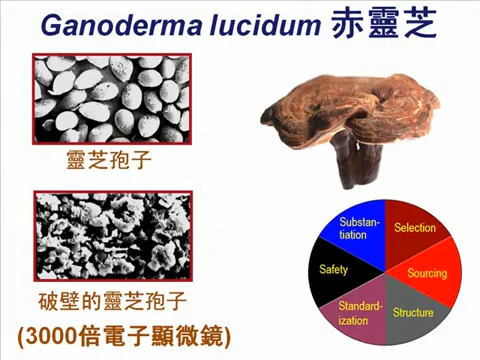 Ganoderma lucidum 赤靈芝
靈芝孢子
破壁的靈芝孢子
(3000倍電子顯微鏡)
Substan-
tiation
Selection
Safety
Sourcing
Standard-
ization
Structure